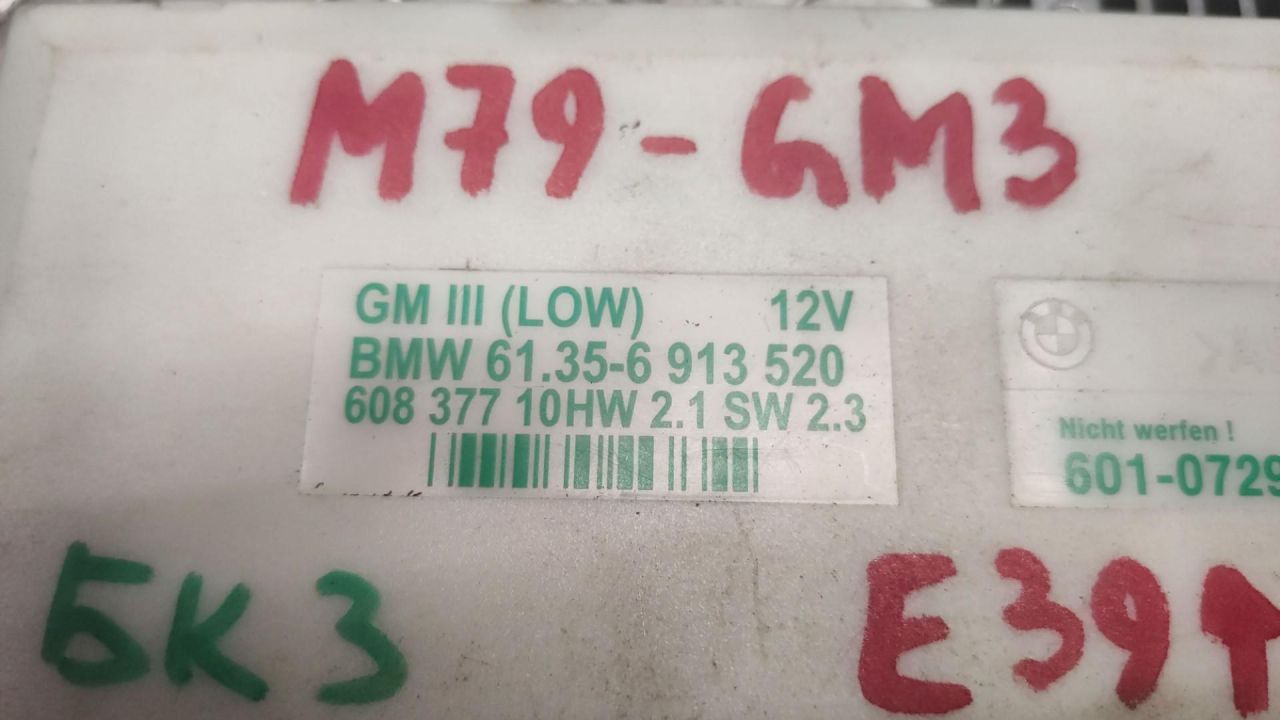 M79-GM3
GM III (LOW) 12V
BMW 61.35-6 913 520
608 377 10HW 2.1 SW 2.3
Nicht werfen !
601-0729
БК3
E39↑